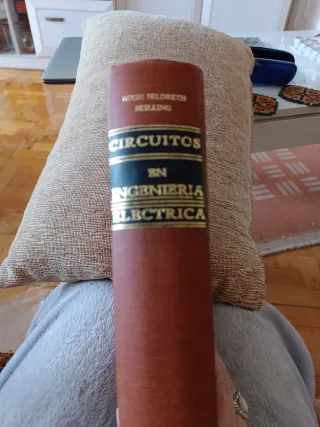 HUGH HILDRETH
SKILLING
CIRCUITOS
EN
INGENIERIA
ELECTRICA